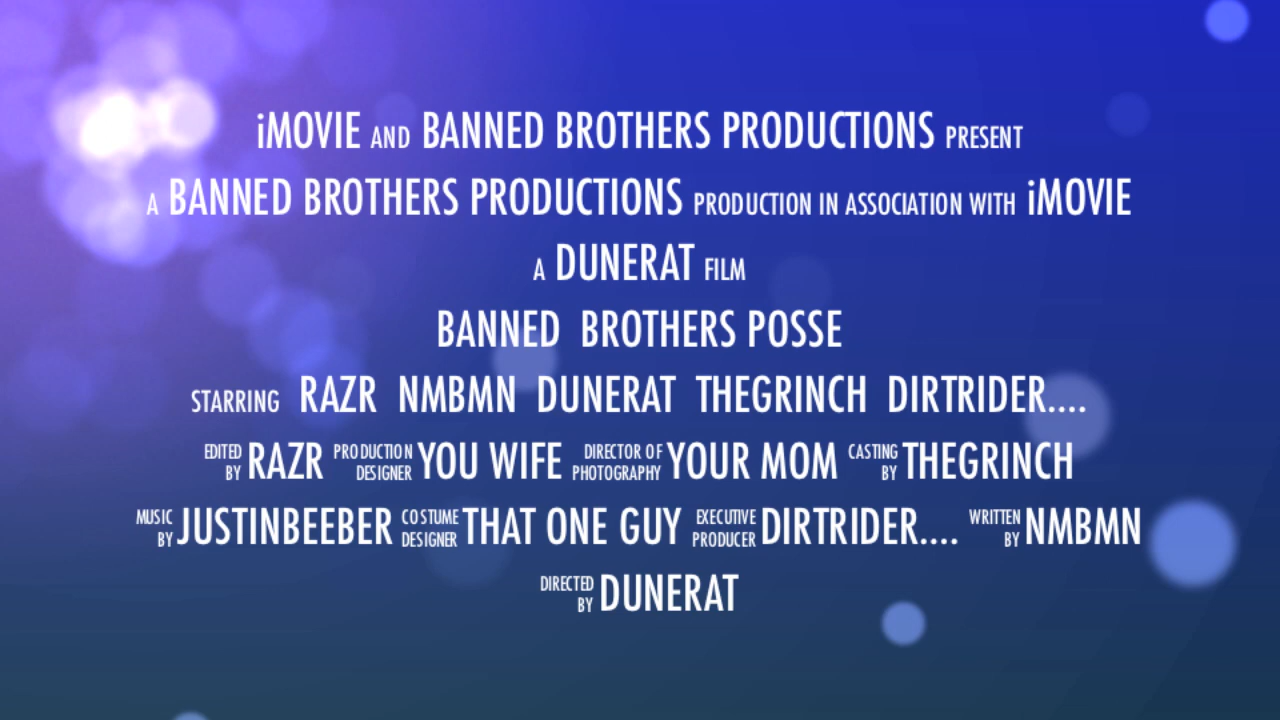 iMOVIE AND BANNED BROTHERS PRODUCTIONS PRESENT
A BANNED BROTHERS PRODUCTIONS PRODUCTION IN ASSOCIATION WITH iMOVIE
A DUNERAT FILM
BANNED BROTHERS POSSE
STARRING RAZR NMBMN DUNERAT THEGRINCH DIRTRIDER....
EDITED BY RAZR PRODUCTION DESIGNER YOU WIFE DIRECTOR OF PHOTOGRAPHY YOUR MOM CASTING BY THEGRINCH
MUSIC BY JUSTINBEEBER COSTUME DESIGNER THAT ONE GUY EXECUTIVE PRODUCER DIRTRIDER.... WRITTEN BY NMBMN
DIRECTED BY DUNERAT